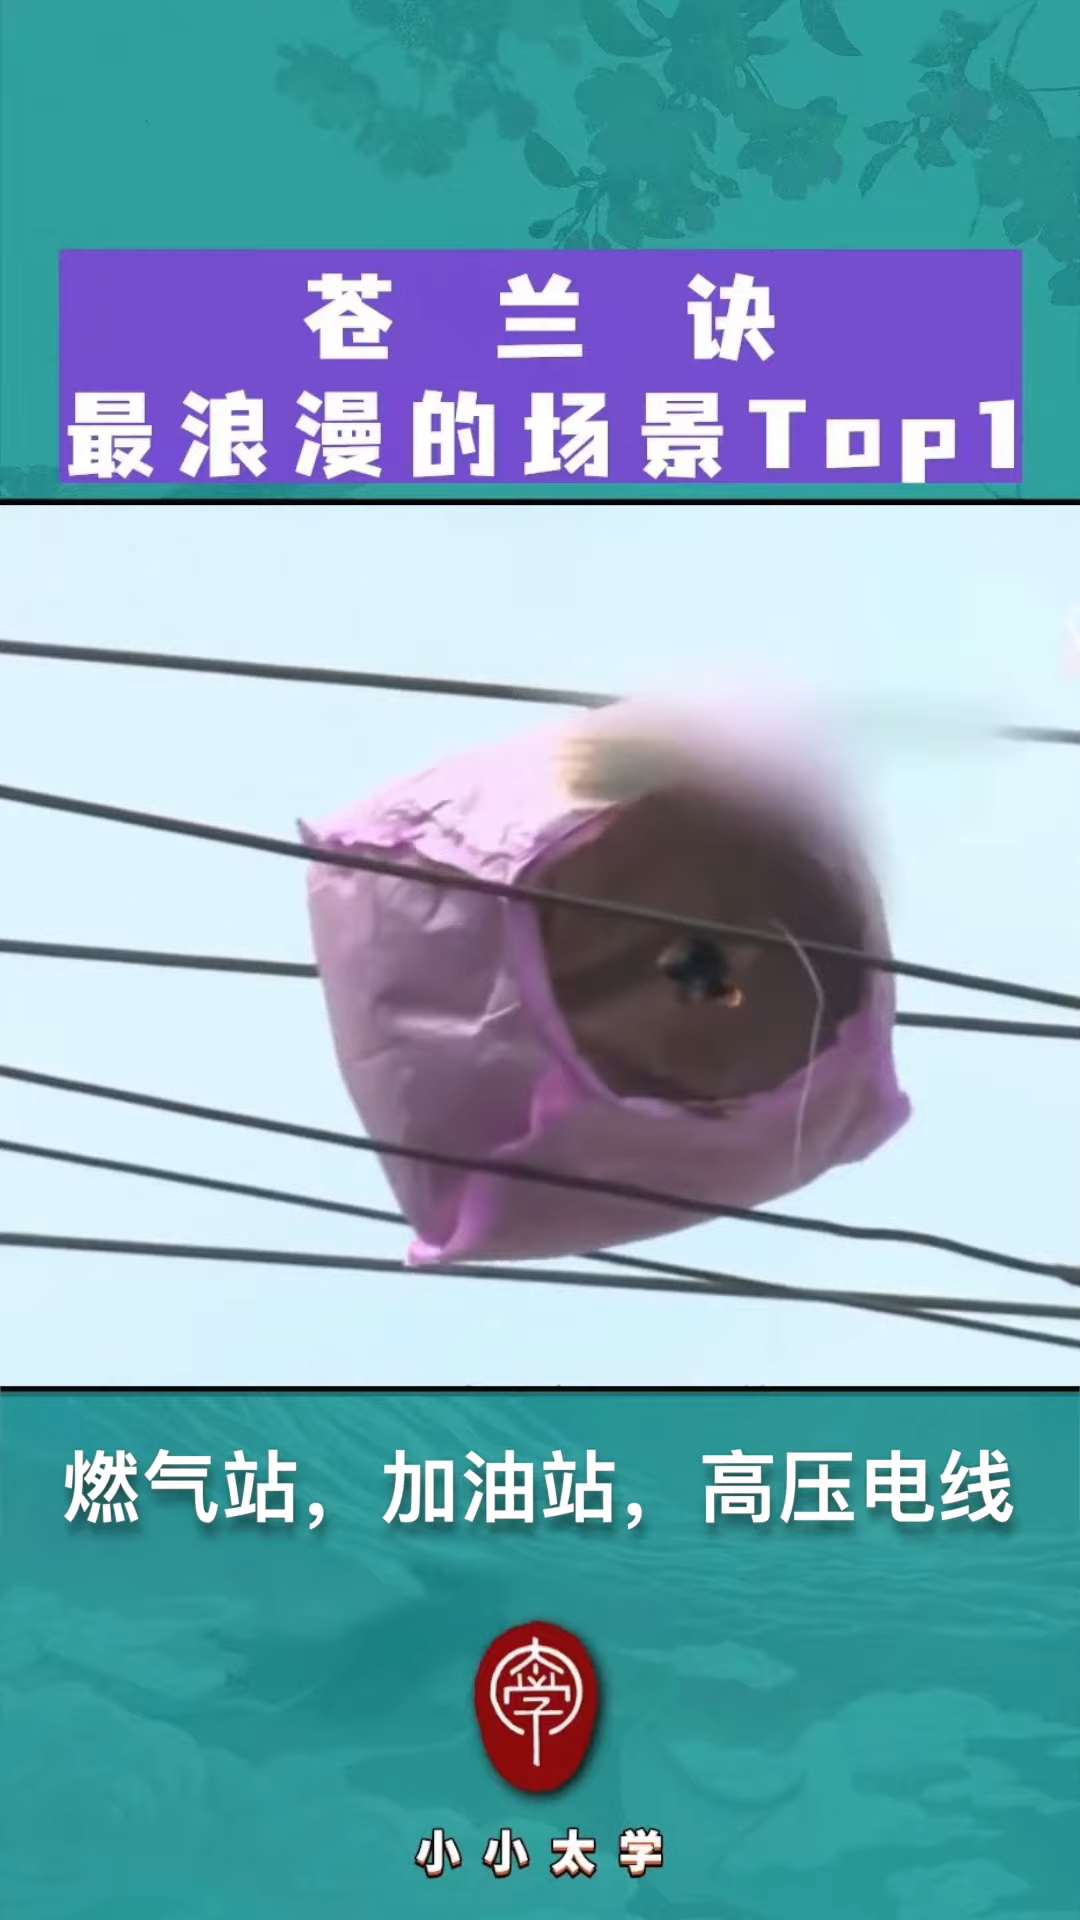 苍兰诀
最浪漫的场景Top1
燃气站，加油站，高压电线
小小太学